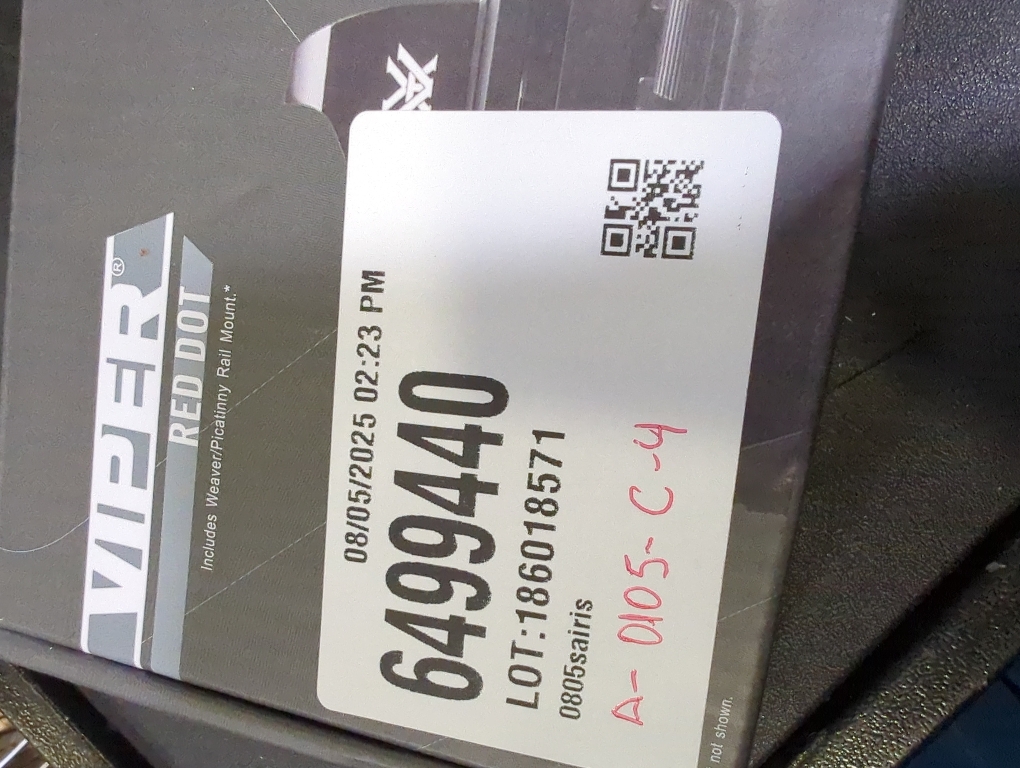 VIPER®
RED DOT
Includes Weaver/Picatinny Rail Mount.*
08/05/2025 02:23 PM
6499440
LOT:186018571
0805sairis
A-0105-C-4
not shown.